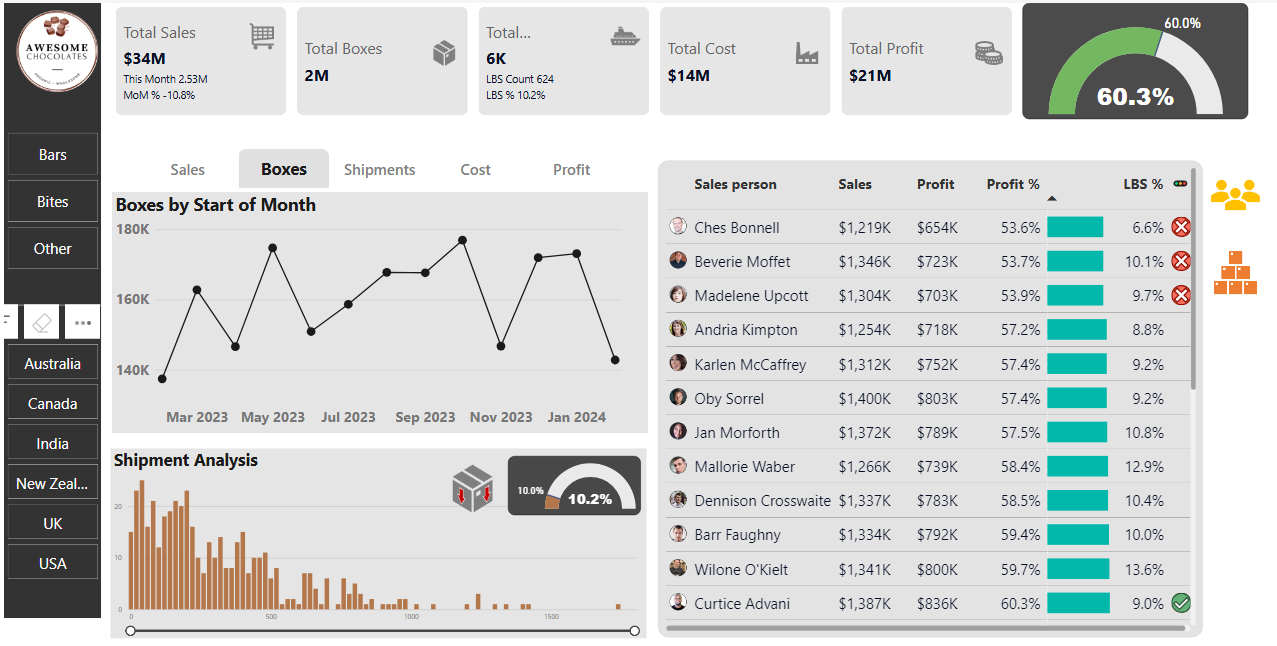 AWESOME
CHOCOLATES
ORGANIC • WHOLESOME
Bars
Bites
Other
Australia
Canada
India
New Zeal...
UK
USA
Total Sales
$34M
This Month 2.53M
MoM % -10.8%
Total Boxes
2M
Total...
6K
LBS Count 624
LBS % 10.2%
Total Cost
$14M
Total Profit
$21M
60.0%
60.3%
Sales Boxes Shipments Cost Profit
Boxes by Start of Month
180K
160K
140K
Mar 2023 May 2023 Jul 2023 Sep 2023 Nov 2023 Jan 2024
Shipment Analysis
10.0%
10.2%
20
10
0
0 500 1000 1500
Sales person Sales Profit Profit % LBS %
Ches Bonnell $1,219K $654K 53.6% 6.6%
Beverie Moffet $1,346K $723K 53.7% 10.1%
Madelene Upcott $1,304K $703K 53.9% 9.7%
Andria Kimpton $1,254K $718K 57.2% 8.8%
Karlen McCaffrey $1,312K $752K 57.4% 9.2%
Oby Sorrel $1,400K $803K 57.4% 9.2%
Jan Morforth $1,372K $789K 57.5% 10.8%
Mallorie Waber $1,266K $739K 58.4% 12.9%
Dennison Crosswaite $1,337K $783K 58.5% 10.4%
Barr Faughny $1,334K $792K 59.4% 10.0%
Wilone O'Kielt $1,341K $800K 59.7% 13.6%
Curtice Advani $1,387K $836K 60.3% 9.0%